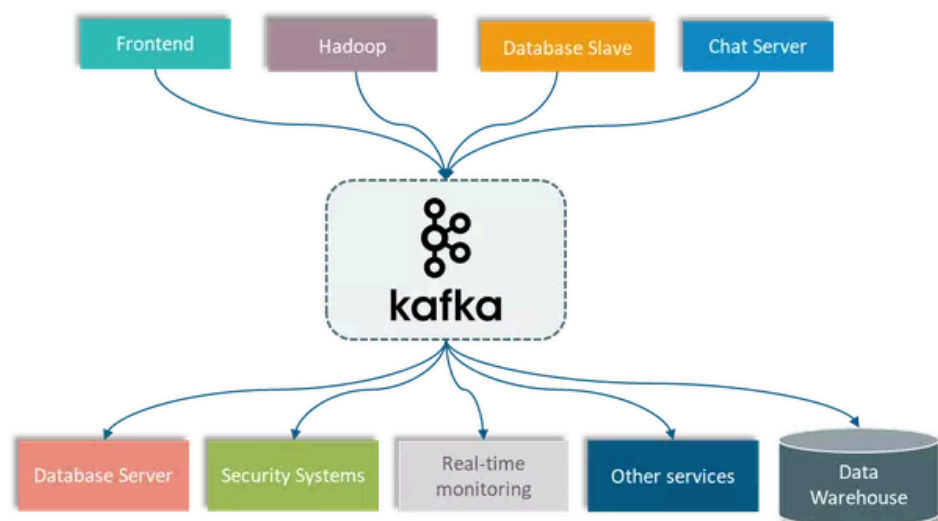 Frontend
Hadoop
Database Slave
Chat Server
kafka
Database Server
Security Systems
Real-time
monitoring
Other services
Data
Warehouse